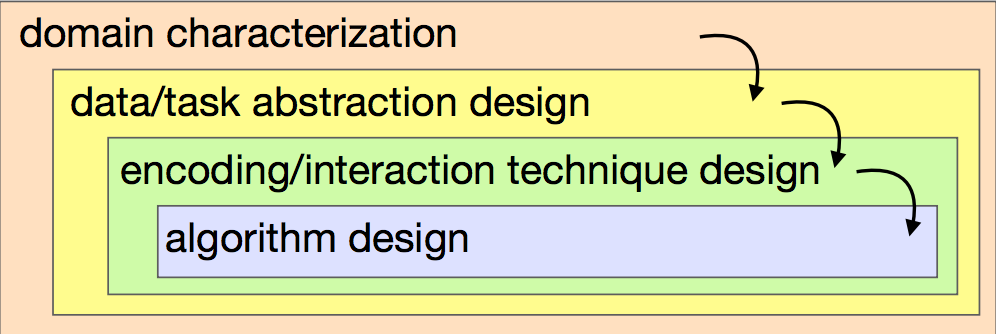 domain characterization
data/task abstraction design
encoding/interaction technique design
algorithm design